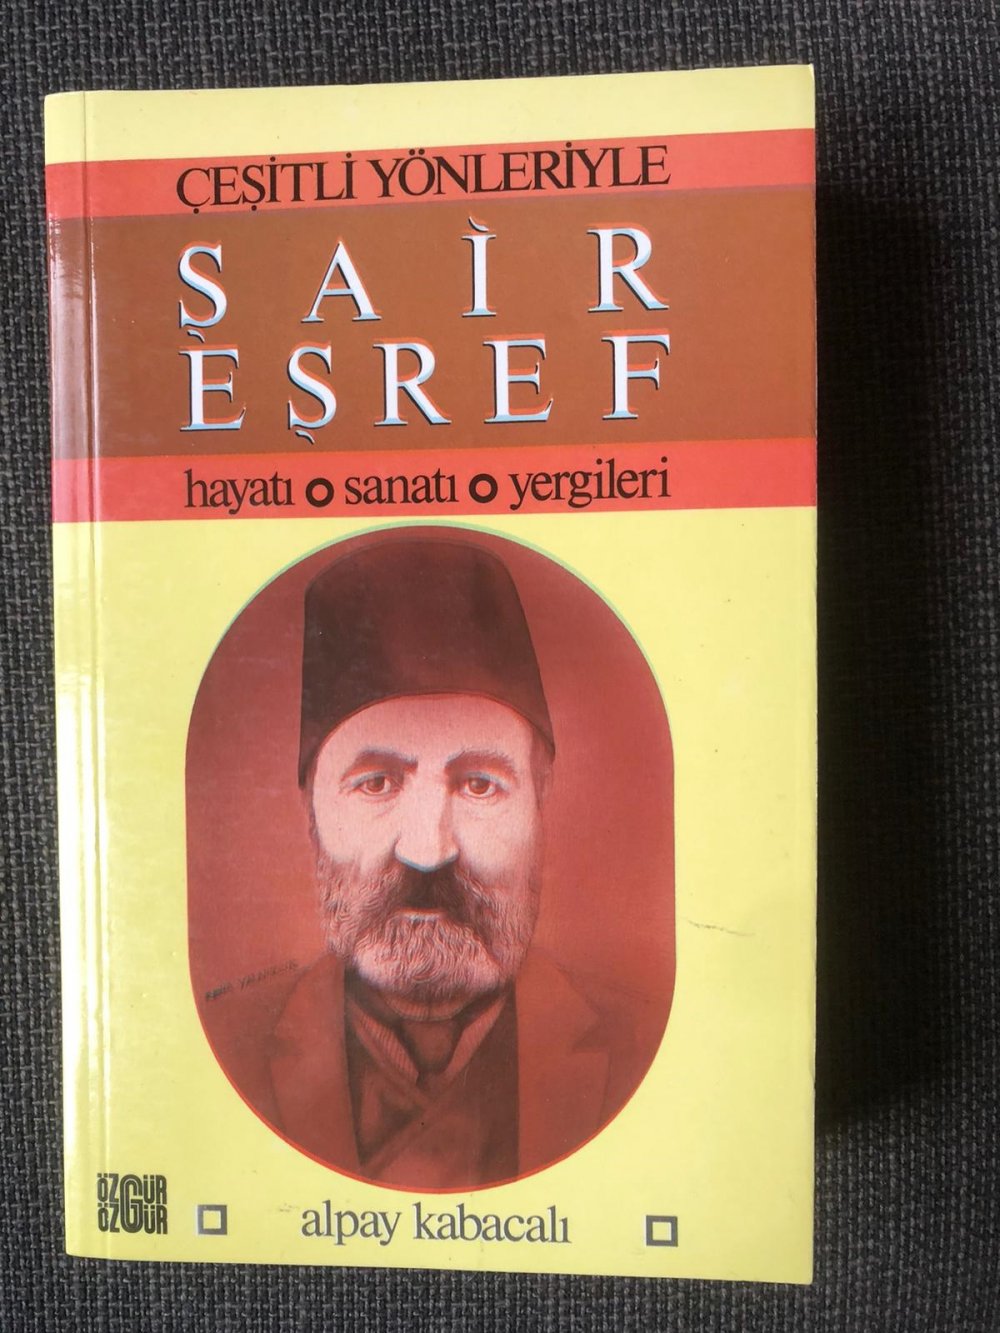 ÇEŞİTLİ YÖNLERİYLE
ŞAİR
EŞREF
hayatı o sanatı o yergileri
ÖZGÜR
ÖZGÜR
alpay kabacalı